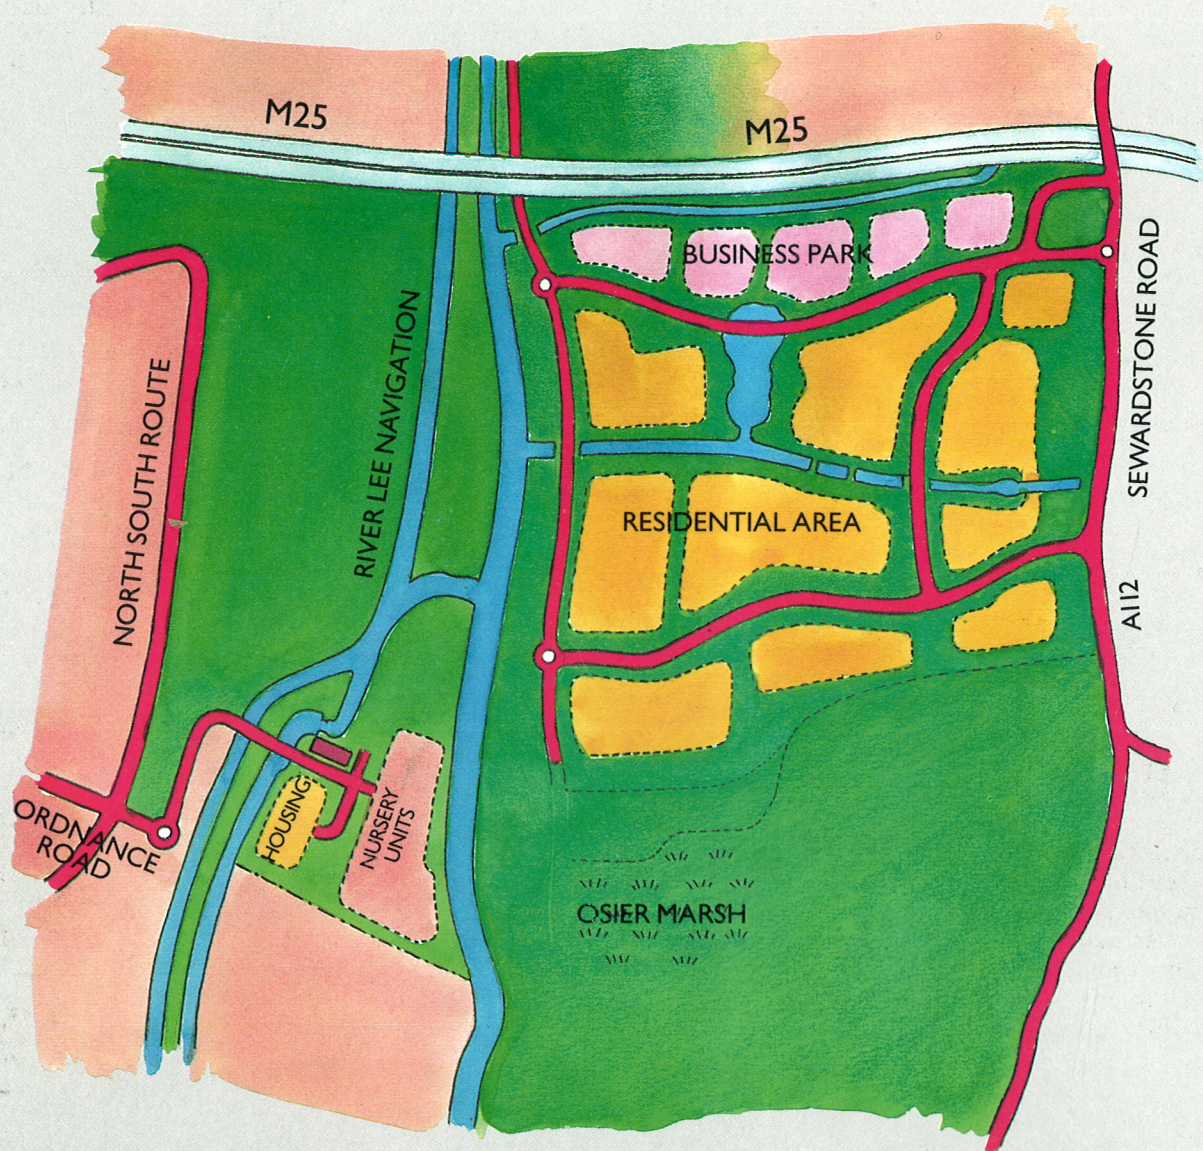 M25
M25
BUSINESS PARK
SEWARDSTONE ROAD
RIVER LEE NAVIGATION
NORTH SOUTH ROUTE
RESIDENTIAL AREA
A112
HOUSING
NURSERY
UNITS
ORDNANCE
ROAD
OSIER MARSH